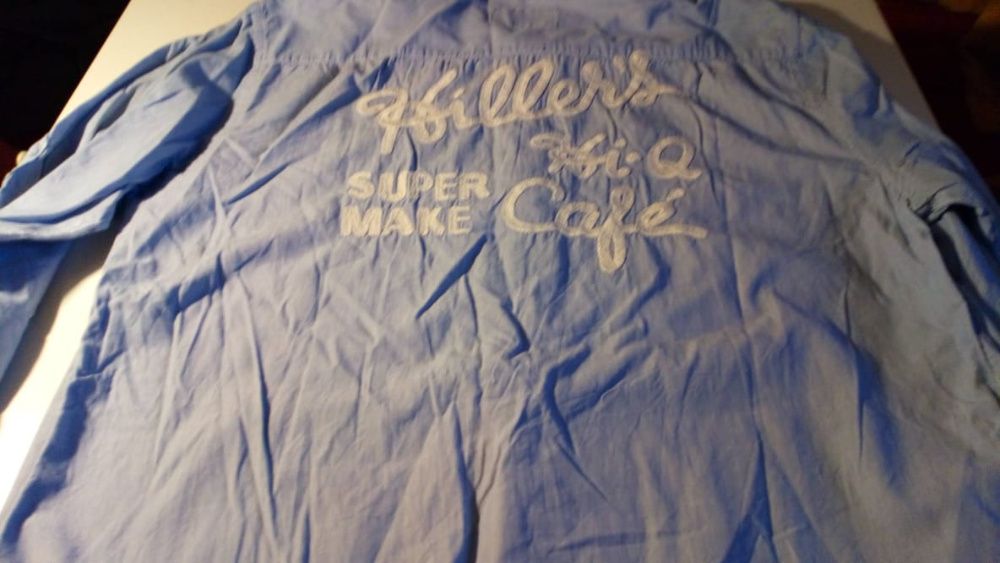 Hiller's
Hi-Q
SUPER Café
MAKE